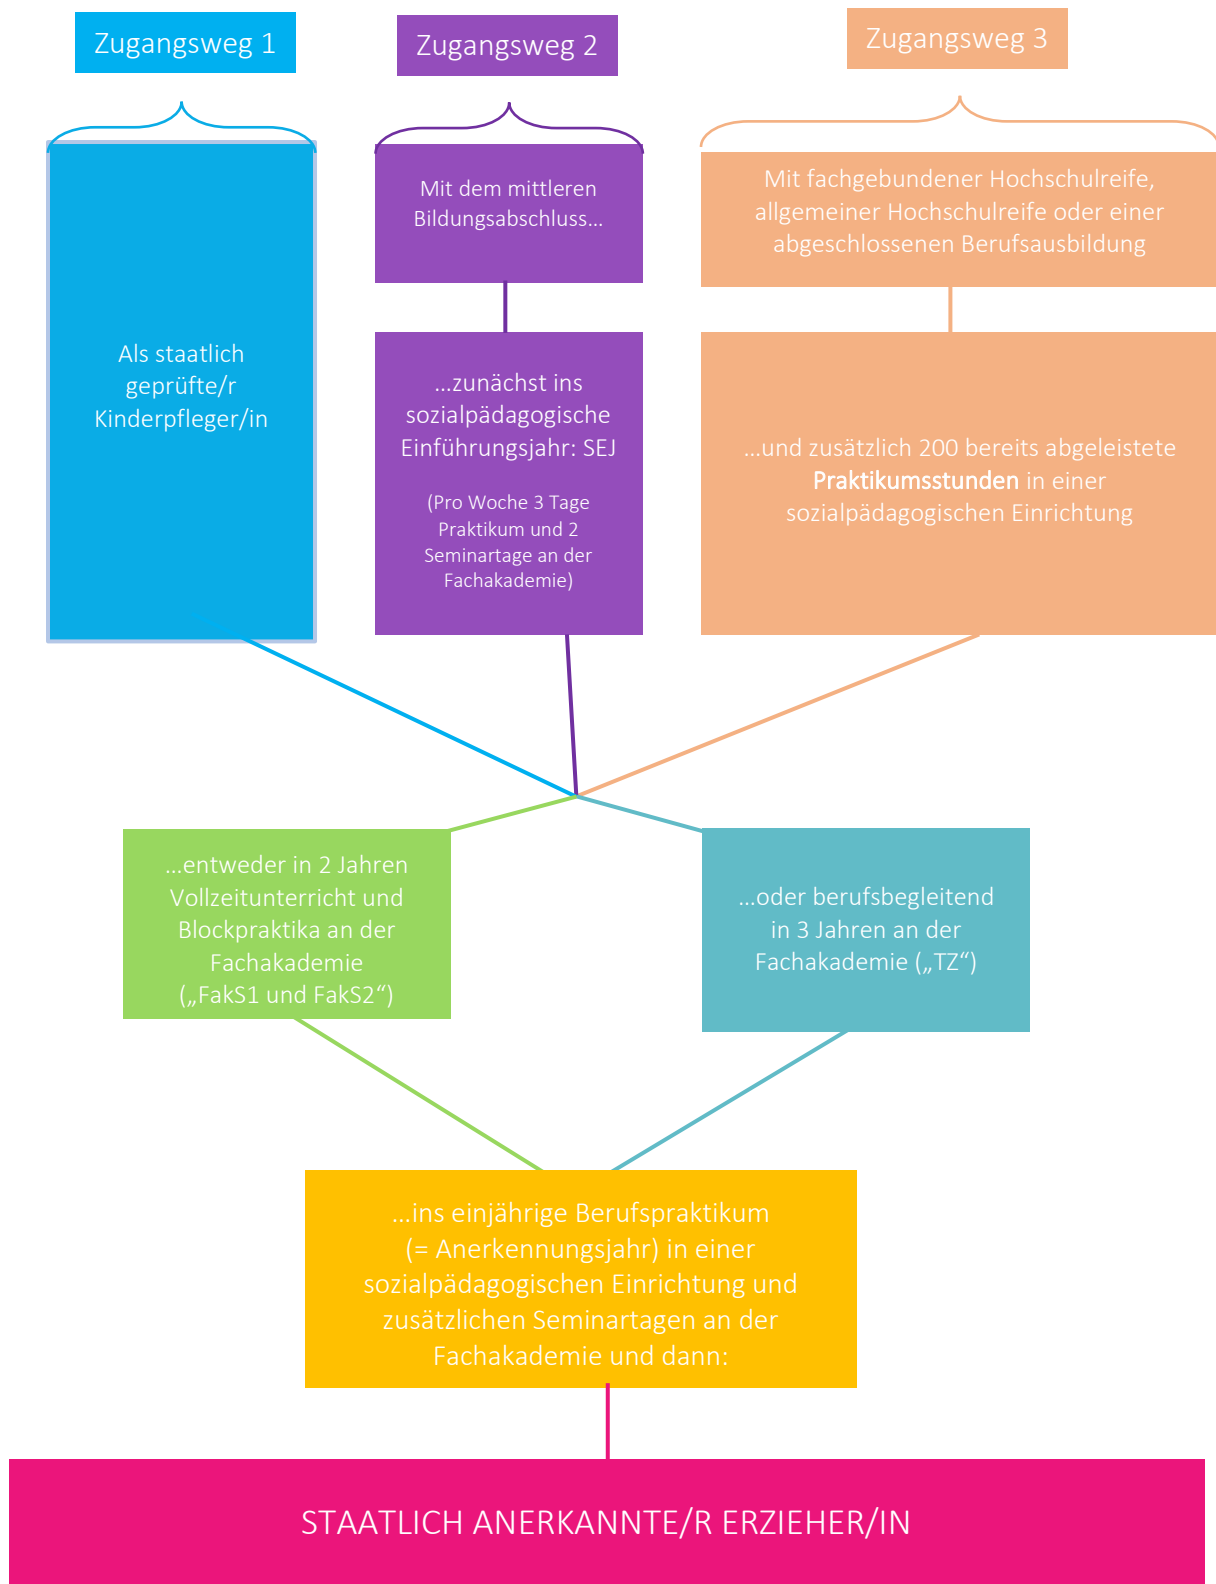 Zugangsweg 1
Zugangsweg 2
Zugangsweg 3
Als staatlich
geprüfte/r
Kinderpfleger/in
Mit dem mittleren
Bildungsabschluss…
…zunächst ins
sozialpädagogische
Einführungsjahr: SEJ
(Pro Woche 3 Tage
Praktikum und 2
Seminartage an der
Fachakademie)
Mit fachgebundener Hochschulreife,
allgemeiner Hochschulreife oder einer
abgeschlossenen Berufsausbildung
…und zusätzlich 200 bereits abgeleistete
Praktikumsstunden in einer
sozialpädagogischen Einrichtung
…entweder in 2 Jahren
Vollzeitunterricht und
Blockpraktika an der
Fachakademie
(„FakS1 und FakS2“)
…oder berufsbegleitend
in 3 Jahren an der
Fachakademie („TZ“)
…ins einjährige Berufspraktikum
(= Anerkennungsjahr) in einer
sozialpädagogischen Einrichtung und
zusätzlichen Seminartagen an der
Fachakademie und dann:
STAATLICH ANERKANNTE/R ERZIEHER/IN